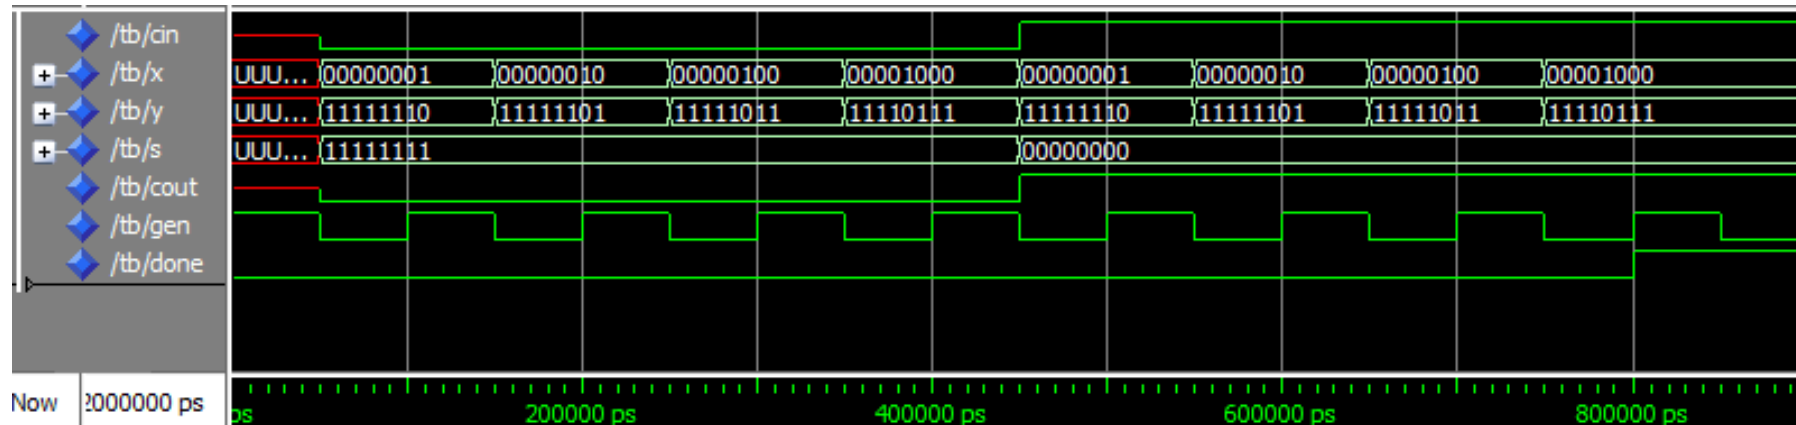 /tb/cin
/tb/x UUU... 00000001 00000010 00000100 00001000 00000001 00000010 00000100 00001000
/tb/y UUU... 11111110 11111101 11111011 11110111 11111110 11111101 11111011 11110111
/tb/s UUU... 11111111 00000000
/tb/cout
/tb/gen
/tb/done
Now 2000000 ps ps 200000 ps 400000 ps 600000 ps 800000 ps